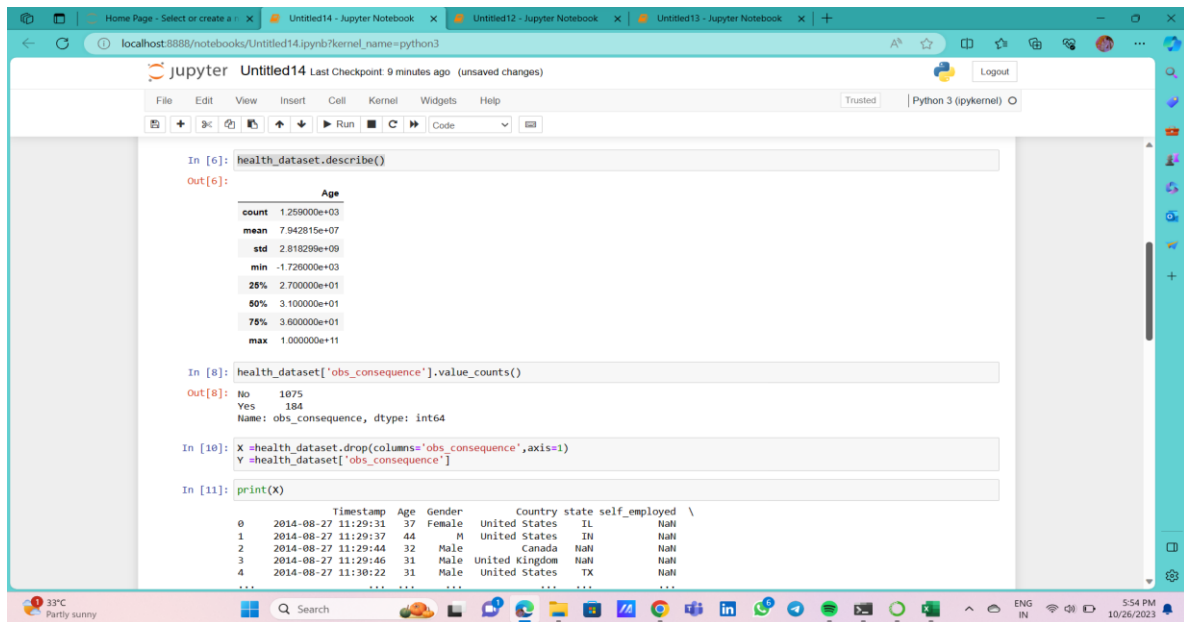 Home Page - Select or create a n
Untitled14 - Jupyter Notebook
Untitled12 - Jupyter Notebook
Untitled13 - Jupyter Notebook
localhost:8888/notebooks/Untitled14.ipynb?kernel_name=python3
jupyter Untitled14 Last Checkpoint: 9 minutes ago (unsaved changes)
Logout
File Edit View Insert Cell Kernel Widgets Help
Trusted
Python 3 (ipykernel)
Run
Code
In [6]: health_dataset.describe()
Out[6]:
Age
count 1.259000e+03
mean 7.942815e+07
std 2.818299e+09
min -1.726000e+03
25% 2.700000e+01
50% 3.100000e+01
75% 3.600000e+01
max 1.000000e+11
In [8]: health_dataset['obs_consequence'].value_counts()
Out[8]: No 1075
Yes 184
Name: obs_consequence, dtype: int64
In [10]: X =health_dataset.drop(columns='obs_consequence',axis=1)
Y =health_dataset['obs_consequence']
In [11]: print(X)
Timestamp Age Gender Country state self_employed \
0 2014-08-27 11:29:31 37 Female United States IL NaN
1 2014-08-27 11:29:37 44 M United States IN NaN
2 2014-08-27 11:29:44 32 Male Canada NaN NaN
3 2014-08-27 11:29:46 31 Male United Kingdom NaN NaN
4 2014-08-27 11:30:22 31 Male United States TX NaN
... ... ... ... ... ... ...
1
33°C
Partly sunny
Search
6
ENG
IN
5:54 PM
10/26/2023